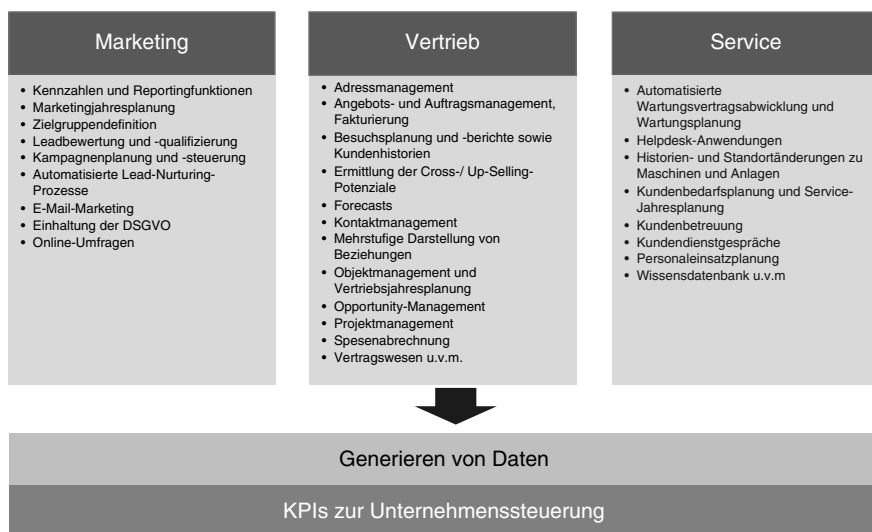 Marketing
• Kennzahlen und Reportingfunktionen
• Marketingjahresplanung
• Zielgruppendefinition
• Leadbewertung und -qualifizierung
• Kampagnenplanung und -steuerung
• Automatisierte Lead-Nurturing-
Prozesse
• E-Mail-Marketing
• Einhaltung der DSGVO
• Online-Umfragen
Vertrieb
• Adressmanagement
• Angebots- und Auftragsmanagement,
Fakturierung
• Besuchsplanung und -berichte sowie
Kundenhistorien
• Ermittlung der Cross-/ Up-Selling-
Potenziale
• Forecasts
• Kontaktmanagement
• Mehrstufige Darstellung von
Beziehungen
• Objektmanagement und
Vertriebsjahresplanung
• Opportunity-Management
• Projektmanagement
• Spesenabrechnung
• Vertragswesen u.v.m.
Service
• Automatisierte
Wartungsvertragsabwicklung und
Wartungsplanung
• Helpdesk-Anwendungen
• Historien- und Standortänderungen zu
Maschinen und Anlagen
• Kundenbedarfsplanung und Service-
Jahresplanung
• Kundenbetreuung
• Kundendienstgespräche
• Personaleinsatzplanung
• Wissensdatenbank u.v.m
Generieren von Daten
KPIs zur Unternehmenssteuerung